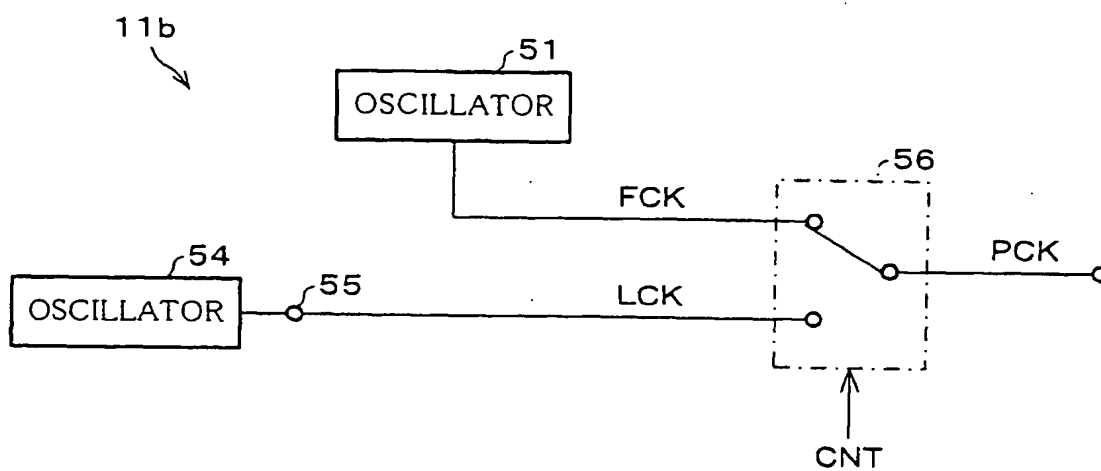 11b
51
OSCILLATOR
56
FCK
PCK
54
OSCILLATOR
55
LCK
CNT